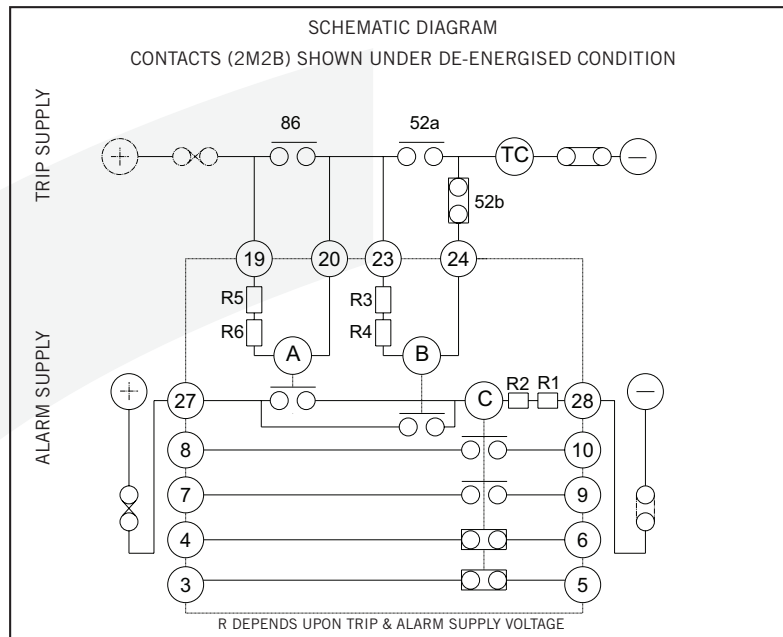 SCHEMATIC DIAGRAM
CONTACTS (2M2B) SHOWN UNDER DE-ENERGISED CONDITION
TRIP SUPPLY
86
52a
+
TC
−
52b
19
20
23
24
R5
R3
R6
R4
A
B
ALARM SUPPLY
+
27
C
R2
R1
28
−
8
10
7
9
4
6
3
5
R DEPENDS UPON TRIP & ALARM SUPPLY VOLTAGE